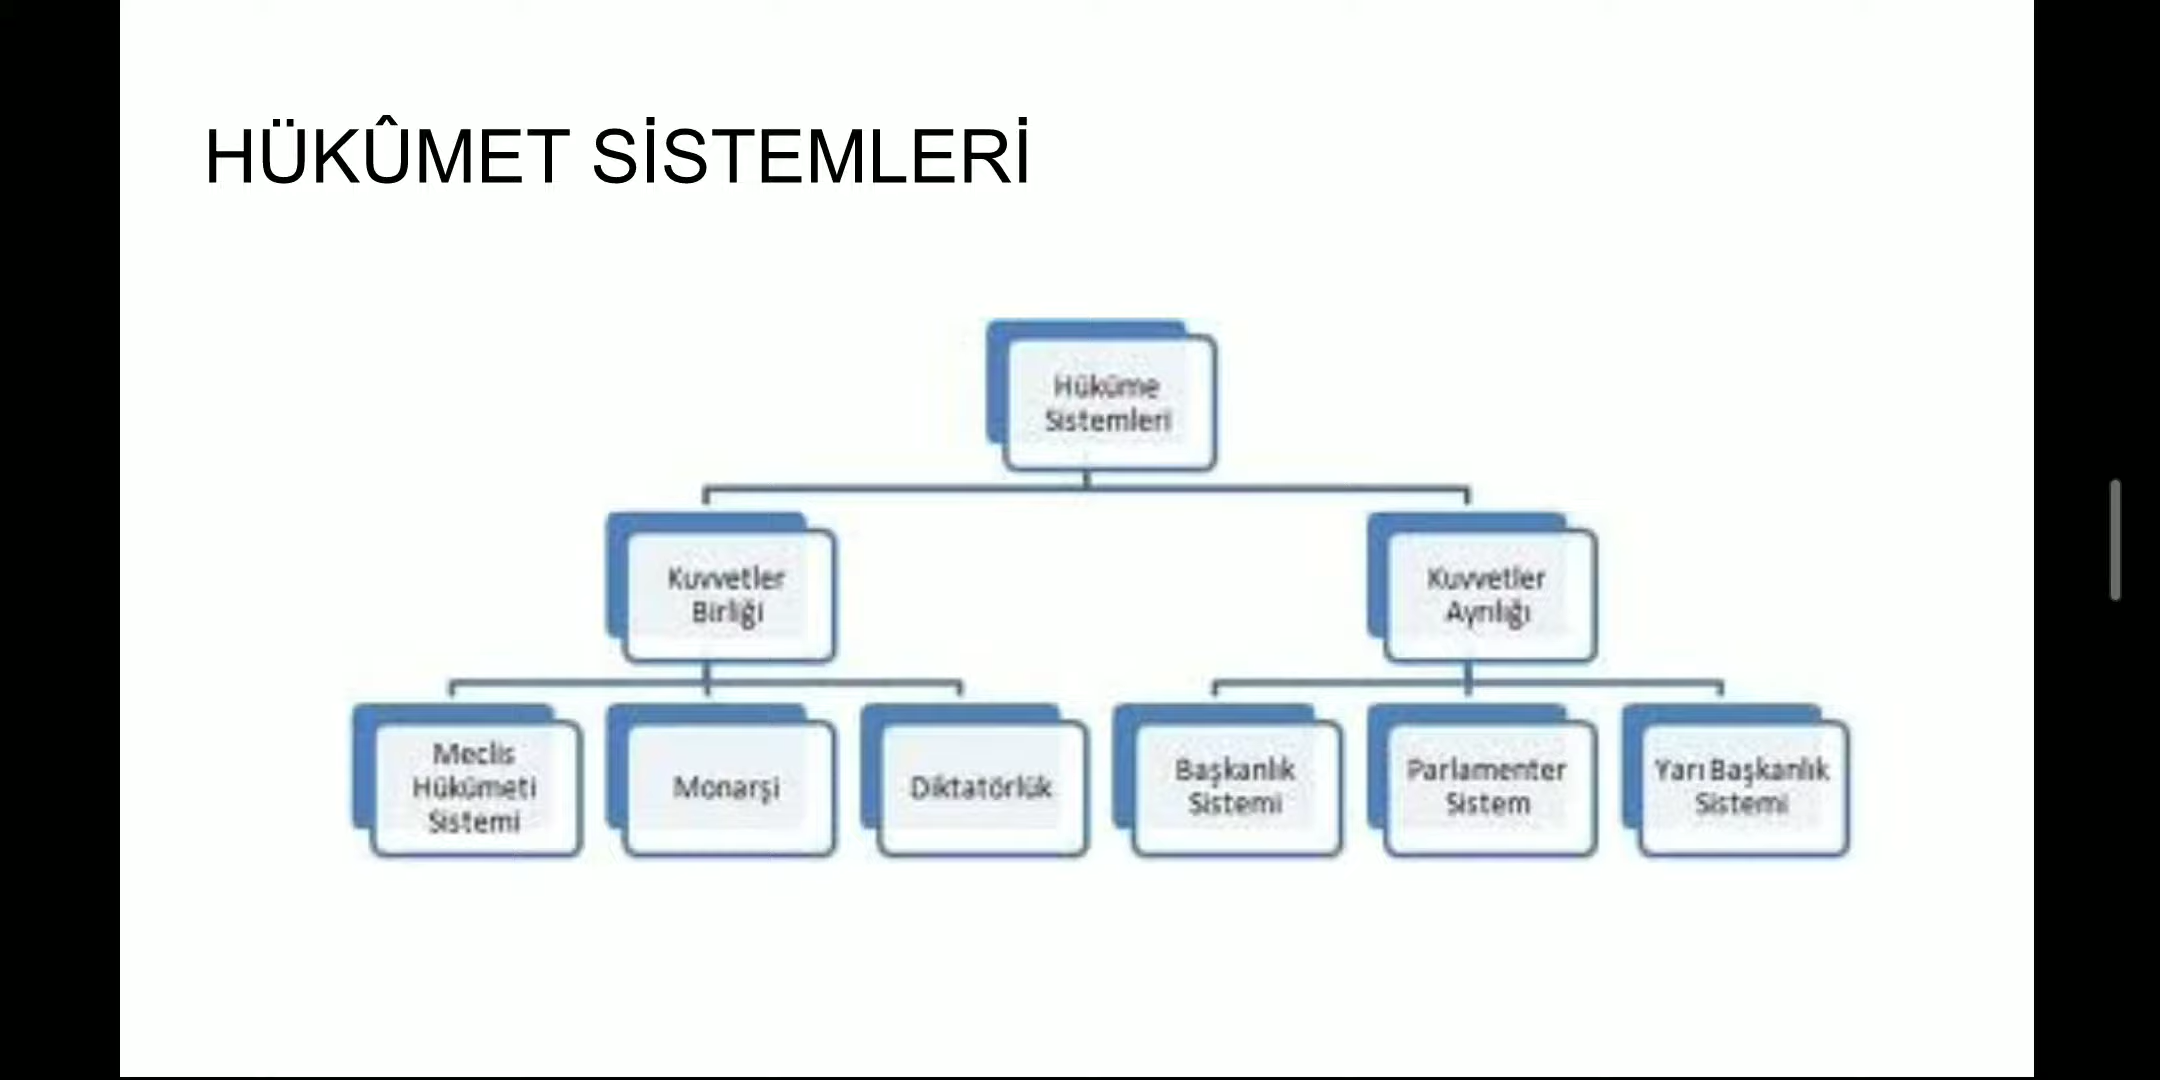 HÜKÛMET SİSTEMLERİ
Hüküme
Sistemleri
Kuvvetler
Birliği
Kuvvetler
Ayrılığı
Meclis
Hükümeti
Sistemi
Monarşi
Diktatörlük
Başkanlık
Sistemi
Parlamenter
Sistem
Yarı Başkanlık
Sistemi